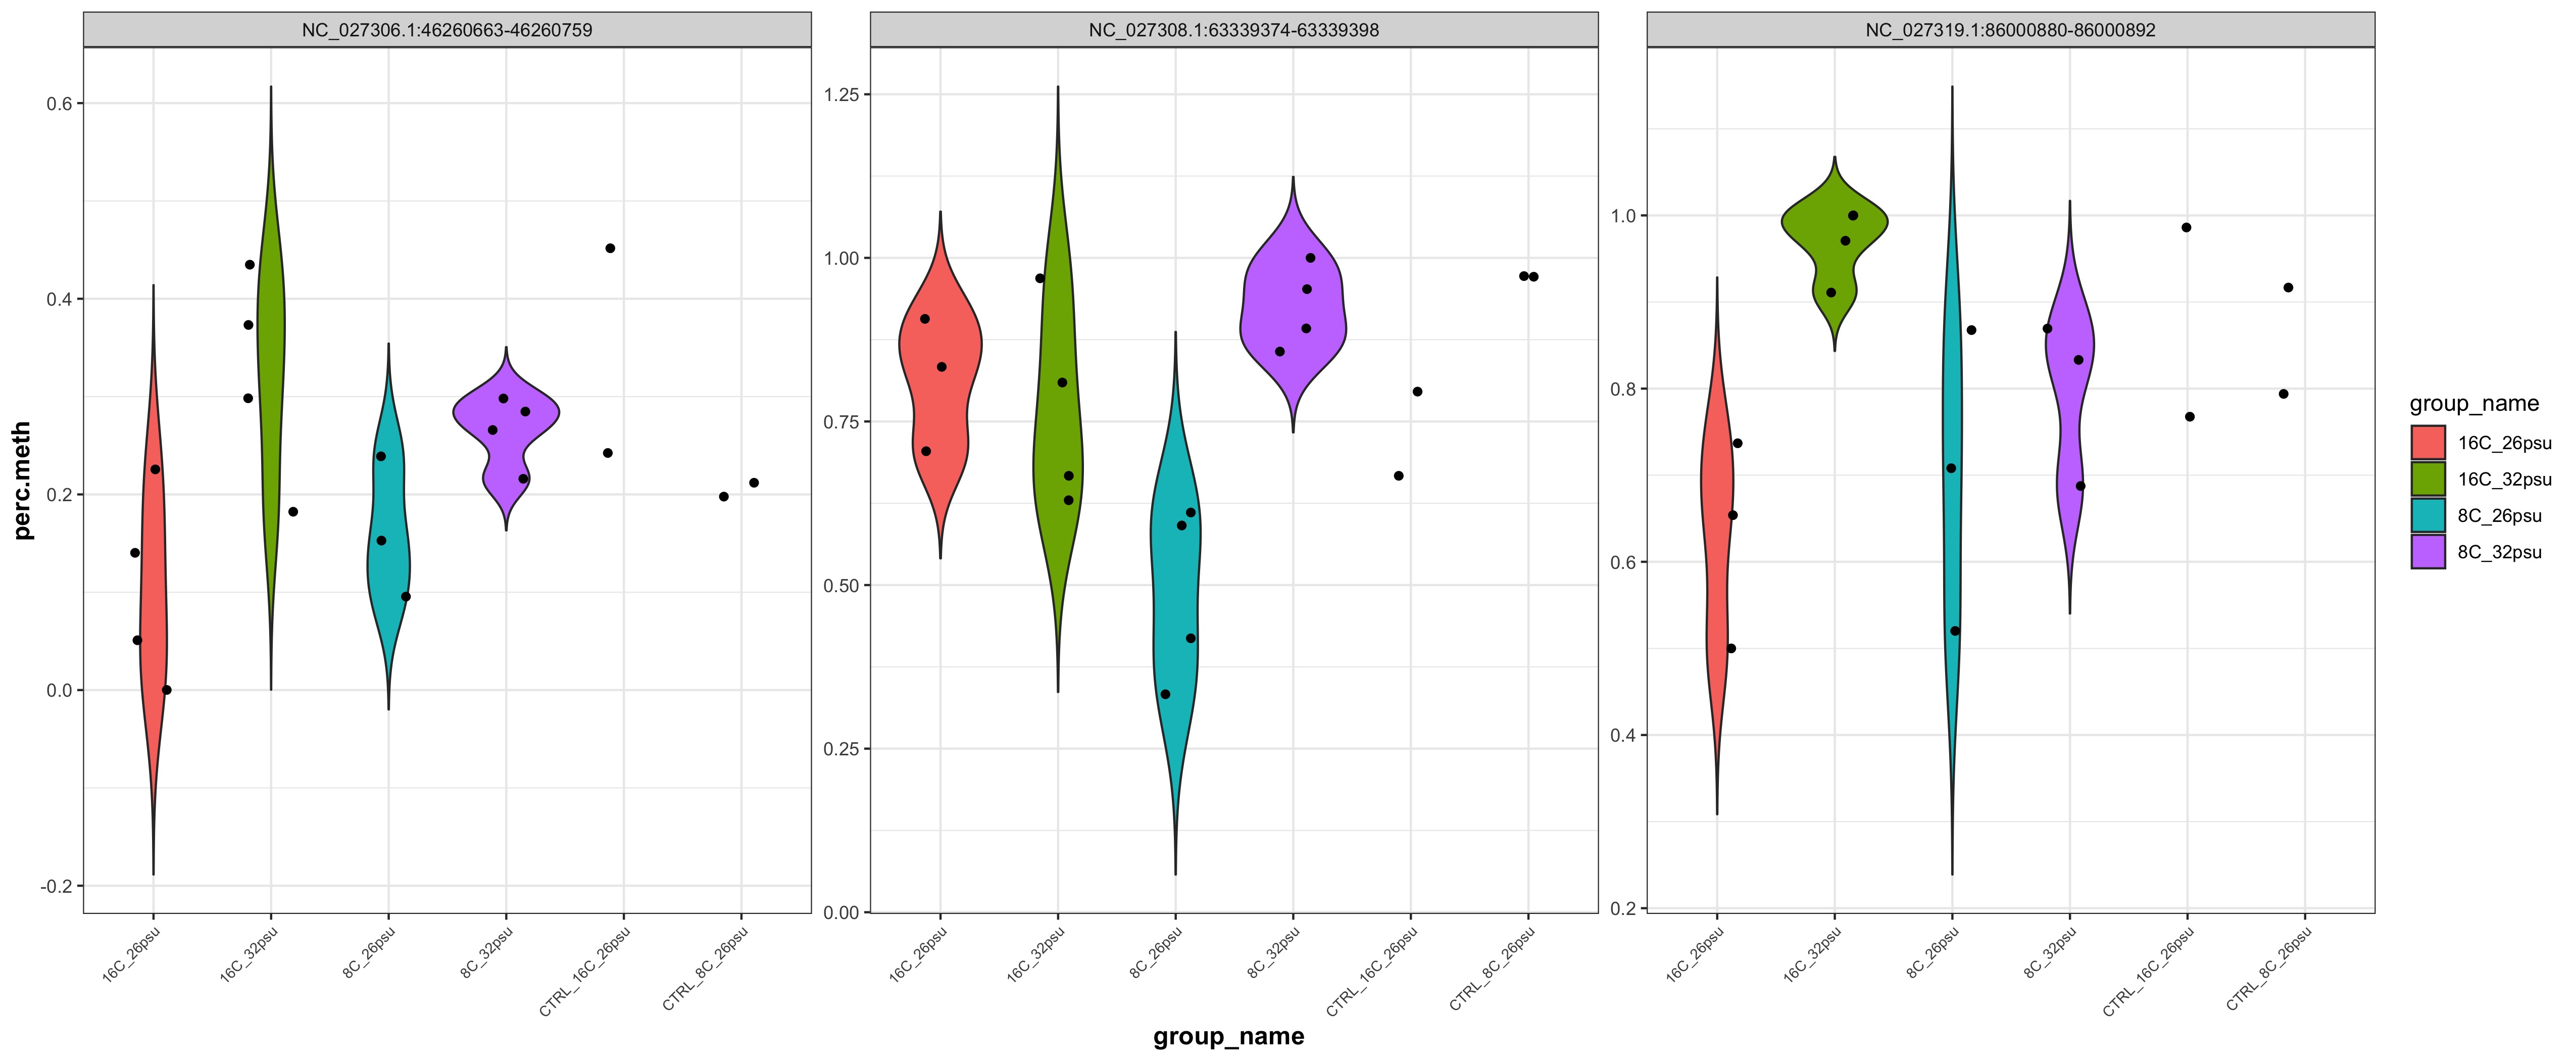 NC_027306.1:46260663-46260759
NC_027308.1:63339374-63339398
NC_027319.1:86000880-86000892
perc.meth
0.6
0.4
0.2
0.0
-0.2
1.25
1.00
0.75
0.50
0.25
0.00
1.0
0.8
0.6
0.4
0.2
16C_26psu
16C_32psu
8C_26psu
8C_32psu
CTRL_16C_26psu
CTRL_8C_26psu
16C_26psu
16C_32psu
8C_26psu
8C_32psu
CTRL_16C_26psu
CTRL_8C_26psu
16C_26psu
16C_32psu
8C_26psu
8C_32psu
CTRL_16C_26psu
CTRL_8C_26psu
group_name
group_name
16C_26psu
16C_32psu
8C_26psu
8C_32psu